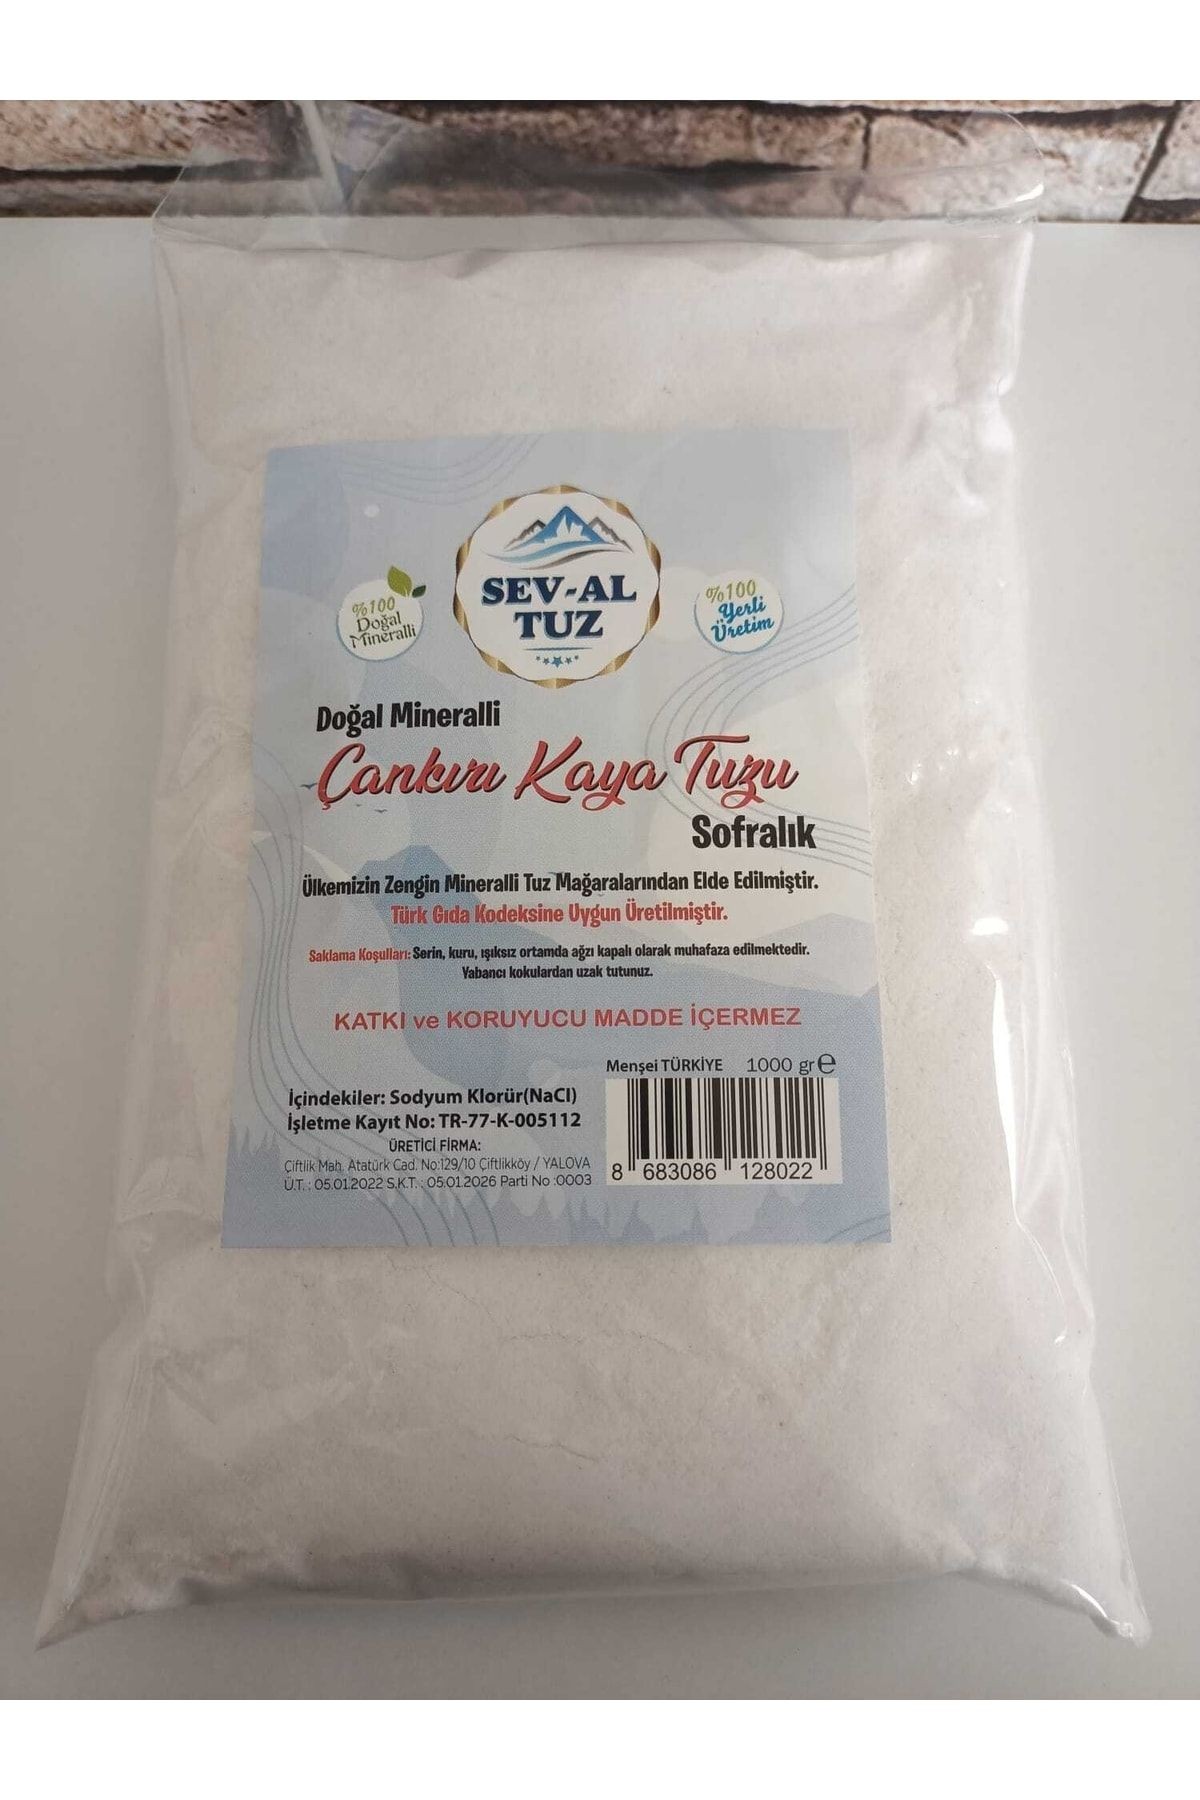 SEV-AL
TUZ
%100
Doğal
Mineralli
%100
Yerli
Üretim
Doğal Mineralli
Çankırı Kaya Tuzu
Sofralık
Ülkemizin Zengin Mineralli Tuz Mağaralarından Elde Edilmiştir.
Türk Gıda Kodeksine Uygun Üretilmiştir.
Saklama Koşulları: Serin, kuru, ışıksız ortamda ağzı kapalı olarak muhafaza edilmektedir.
Yabancı kokulardan uzak tutunuz.
KATKI ve KORUYUCU MADDE İÇERMEZ
Menşei TÜRKİYE 1000 gr ℮
İçindekiler: Sodyum Klorür(NaCl)
İşletme Kayıt No: TR-77-K-005112
ÜRETİCİ FİRMA:
Çiftlik Mah. Atatürk Cad. No:129/10 Çiftlikköy / YALOVA
Ü.T. : 05.01.2022 S.K.T. : 05.01.2026 Parti No :0003
8 683086 128022